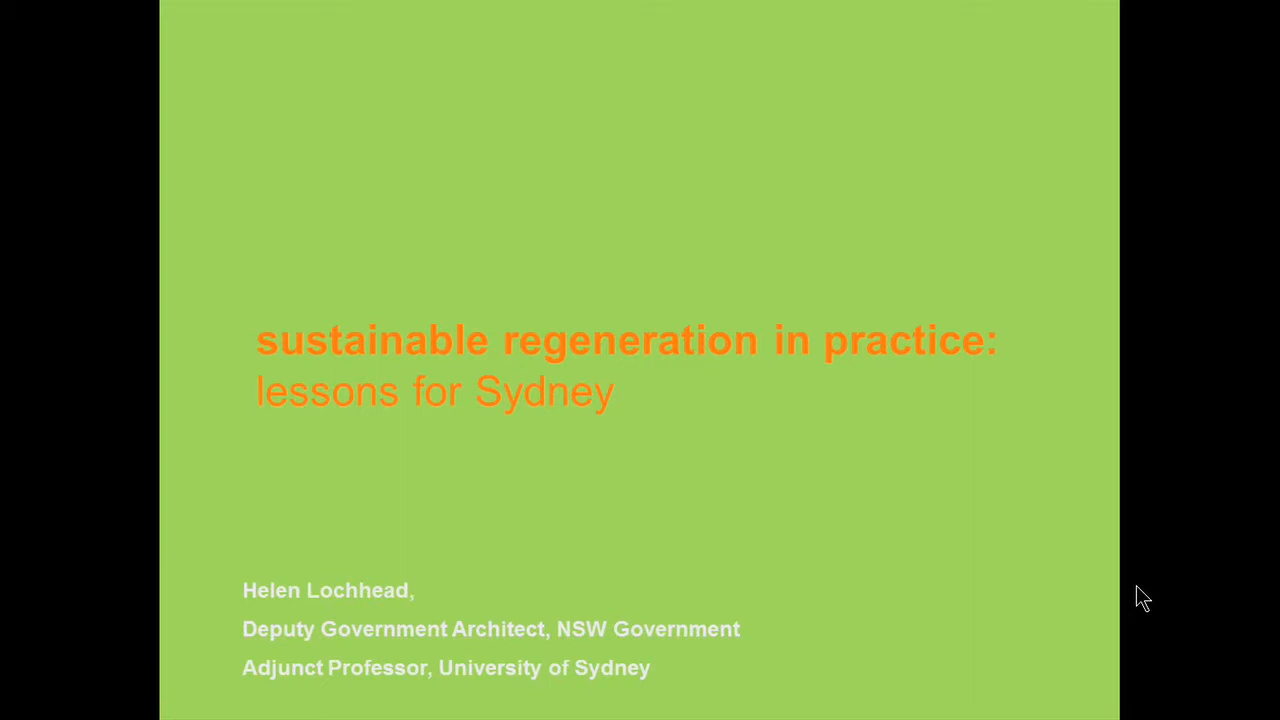 sustainable regeneration in practice:
lessons for Sydney
Helen Lochhead,
Deputy Government Architect, NSW Government
Adjunct Professor, University of Sydney